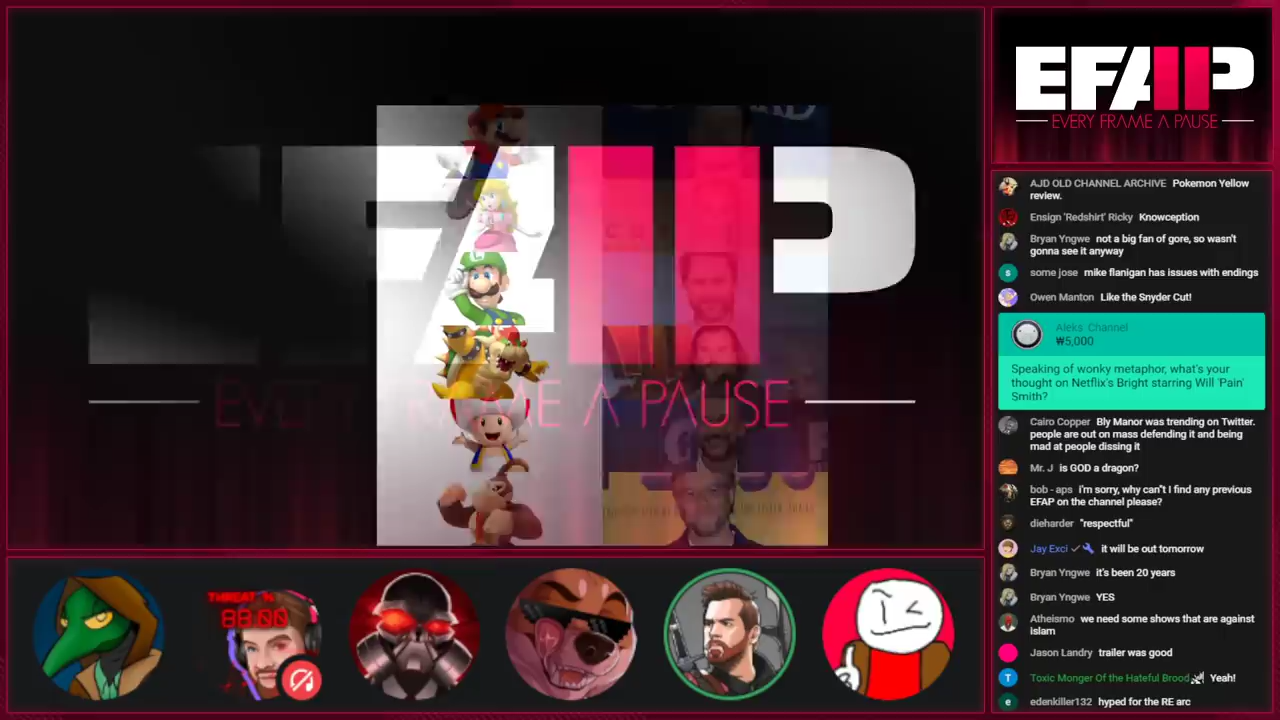 EFAP
EVERY FRAME A PAUSE
EFAP
EVERY FRAME A PAUSE
AJD OLD CHANNEL ARCHIVE Pokemon Yellow
review.
Ensign 'Redshirt' Ricky Knowception
Bryan Yngwe not a big fan of gore, so wasn't
gonna see it anyway
some jose mike flanigan has issues with endings
Owen Manton Like the Snyder Cut!
Aleks Channel
₩5,000
Speaking of wonky metaphor, what's your
thought on Netflix's Bright starring Will 'Pain'
Smith?
Cairo Copper Bly Manor was trending on Twitter.
people are out on mass defending it and being
mad at people dissing it
Mr. J is GOD a dragon?
bob - aps i'm sorry, why can"t I find any previous
EFAP on the channel please?
dieharder "respectful"
Jay Exci it will be out tomorrow
Bryan Yngwe it's been 20 years
Bryan Yngwe YES
Atheismo we need some shows that are against
islam
Jason Landry trailer was good
Toxic Monger Of the Hateful Brood Yeah!
edenkiller132 hyped for the RE arc
THREAT %
88:00